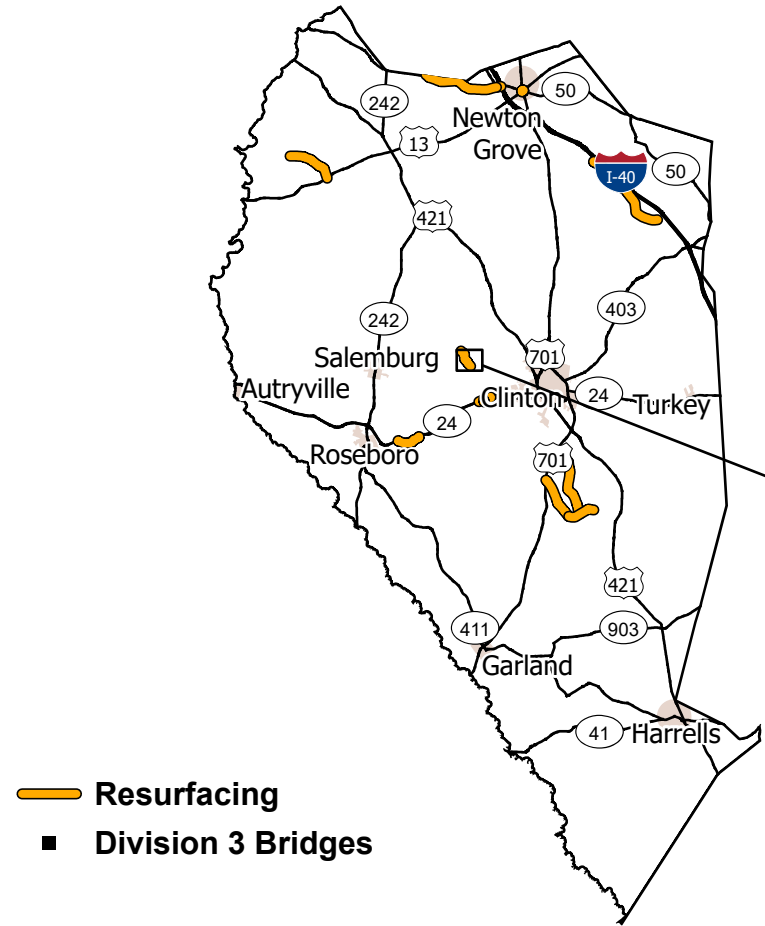 50
242
Newton
Grove
13
50
I-40
421
403
242
701
Salemburg
Autryville
Clinton
24
Turkey
24
Roseboro
701
421
411
903
Garland
41
Harrells
Resurfacing
Division 3 Bridges